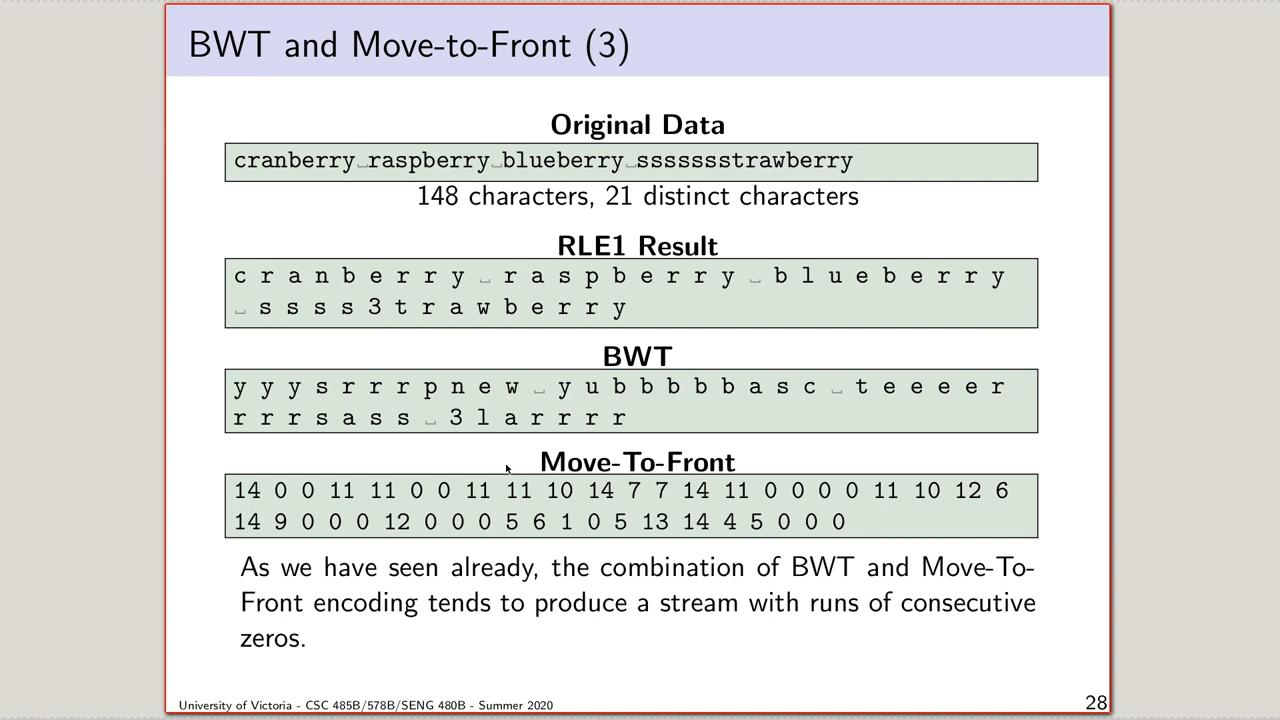 BWT and Move-to-Front (3)
Original Data
cranberry␣raspberry␣blueberry␣ssssssstrawberry
148 characters, 21 distinct characters
RLE1 Result
c r a n b e r r y ␣ r a s p b e r r y ␣ b l u e b e r r y
␣ s s s s 3 t r a w b e r r y
BWT
y y y s r r r p n e w ␣ y u b b b b b a s c ␣ t e e e e r
r r r s a s s ␣ 3 l a r r r r
Move-To-Front
14 0 0 11 11 0 0 11 11 10 14 7 7 14 11 0 0 0 0 11 10 12 6
14 9 0 0 0 12 0 0 0 5 6 1 0 5 13 14 4 5 0 0 0
As we have seen already, the combination of BWT and Move-To-
Front encoding tends to produce a stream with runs of consecutive
zeros.
University of Victoria - CSC 485B/578B/SENG 480B - Summer 2020
28